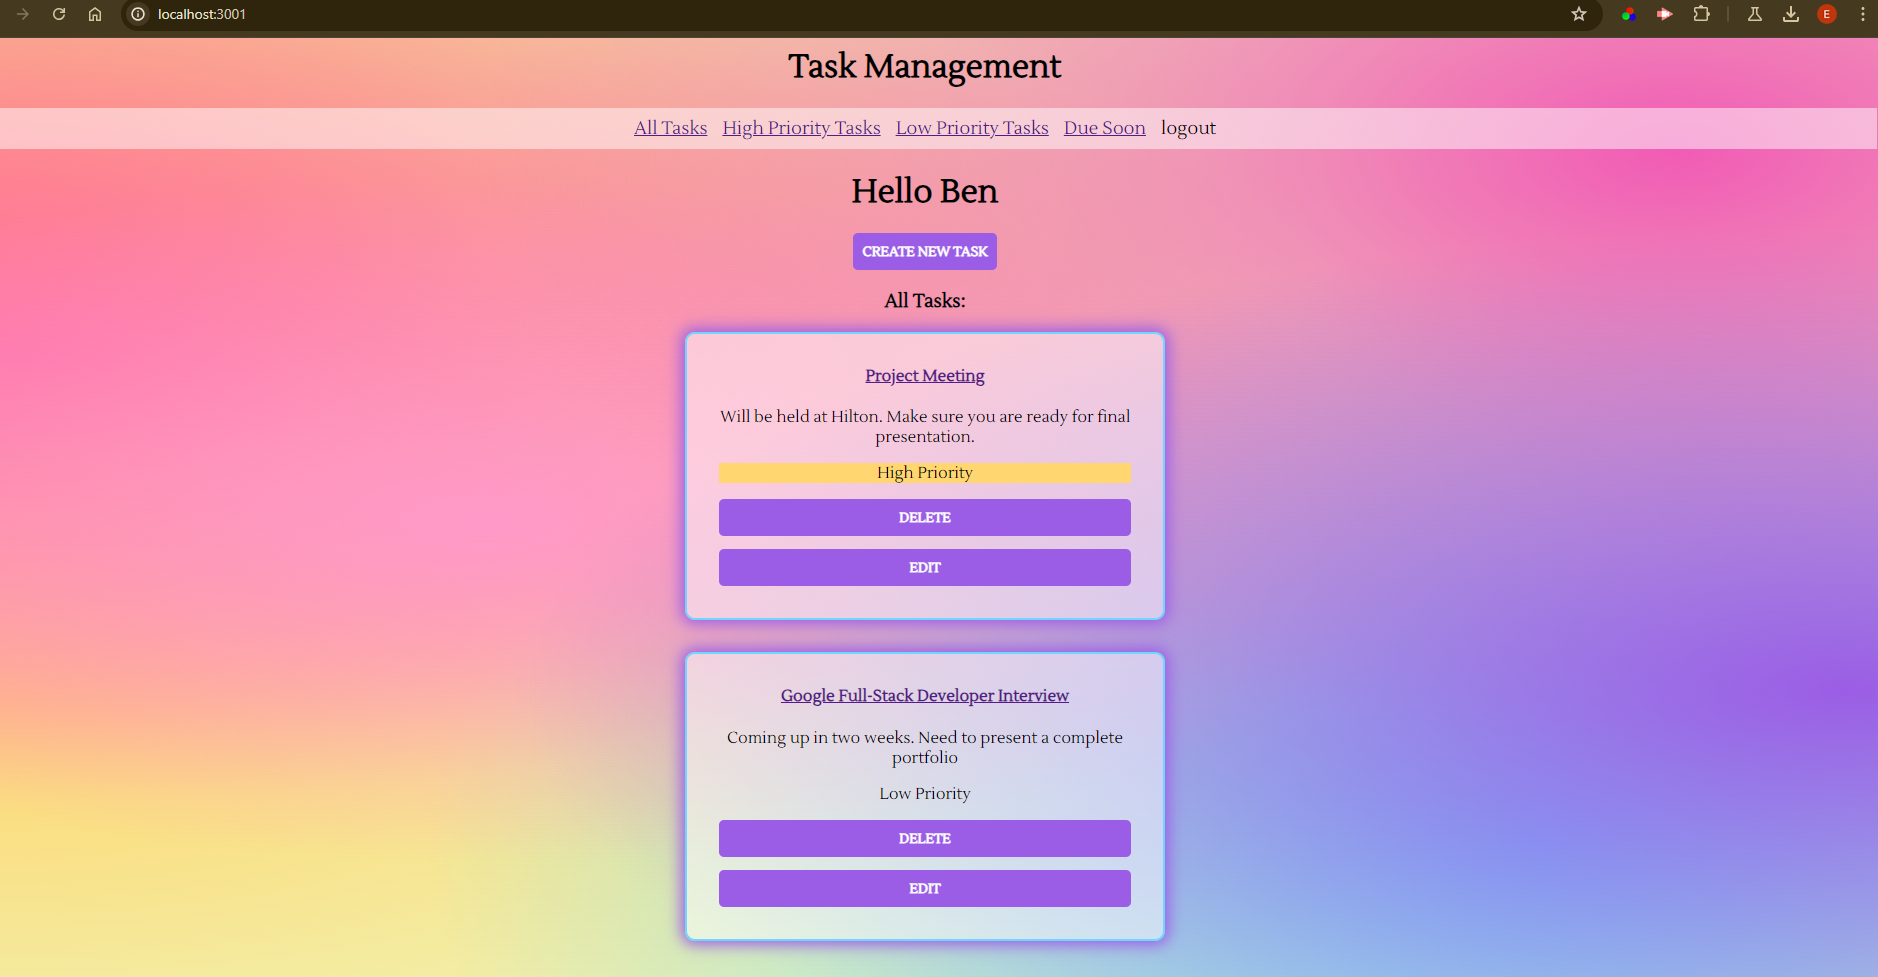 localhost:3001
E
Task Management
All Tasks High Priority Tasks Low Priority Tasks Due Soon logout
Hello Ben
CREATE NEW TASK
All Tasks:
Project Meeting
Will be held at Hilton. Make sure you are ready for final
presentation.
High Priority
DELETE
EDIT
Google Full-Stack Developer Interview
Coming up in two weeks. Need to present a complete
portfolio
Low Priority
DELETE
EDIT